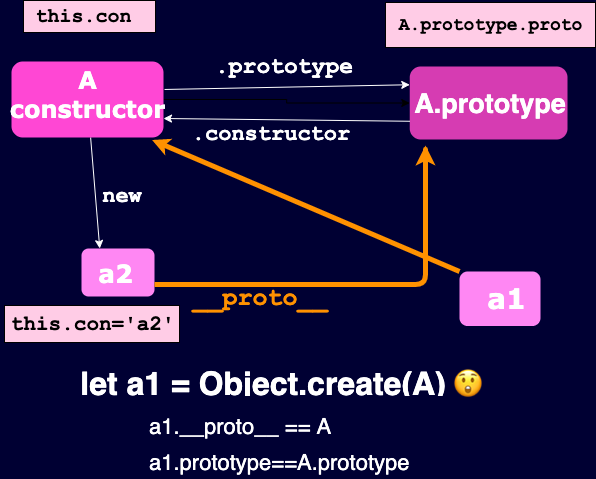 this.con
A.prototype.proto
A
constructor
.prototype
A.prototype
.constructor
new
a2
__proto__
a1
this.con='a2'
let a1 = Object.create(A) 😲
a1.__proto__ == A
a1.prototype==A.prototype